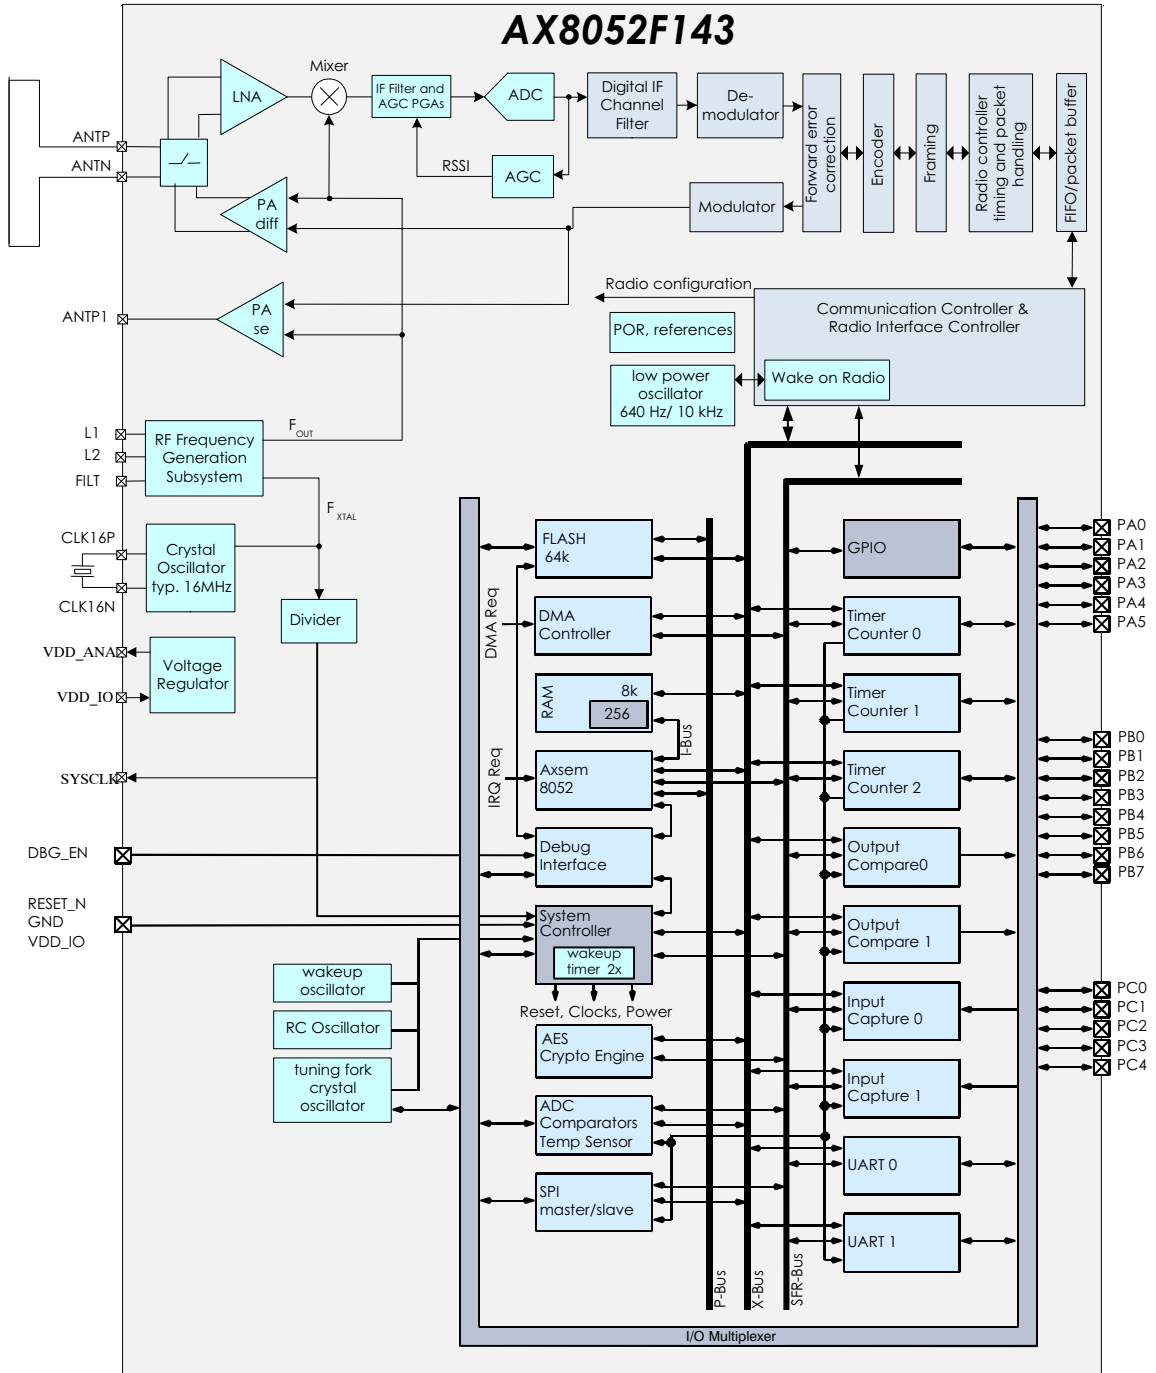 AX8052F143
Mixer
LNA
IF Filter and
AGC PGAs
ADC
Digital IF
Channel
Filter
De-
modulator
Forward error
correction
Encoder
Framing
Radio controller
timing and packet
handling
FIFO/packet buffer
ANTP
ANTN
RSSI
AGC
PA
diff
Modulator
Radio configuration
Communication Controller &
Radio Interface Controller
ANTP1
PA
se
POR, references
low power
oscillator
640 Hz/ 10 kHz
Wake on Radio
L1
L2
FILT
RF Frequency
Generation
Subsystem
FOUT
FXTAL
CLK16P
CLK16N
Crystal
Oscillator
typ. 16MHz
Divider
VDD_ANA
VDD_IO
Voltage
Regulator
SYSCLK
DBG_EN
RESET_N
GND
VDD_IO
wakeup
oscillator
RC Oscillator
tuning fork
crystal
oscillator
FLASH
64k
DMA Req
DMA
Controller
RAM
8k
256
I-Bus
IRQ Req
Axsem
8052
Debug
Interface
System
Controller
wakeup
timer 2x
Reset, Clocks, Power
AES
Crypto Engine
ADC
Comparators
Temp Sensor
SPI
master/slave
P-Bus
X-Bus
SFR-Bus
GPIO
Timer
Counter 0
Timer
Counter 1
Timer
Counter 2
Output
Compare0
Output
Compare 1
Input
Capture 0
Input
Capture 1
UART 0
UART 1
I/O Multiplexer
PA0
PA1
PA2
PA3
PA4
PA5
PB0
PB1
PB2
PB3
PB4
PB5
PB6
PB7
PC0
PC1
PC2
PC3
PC4